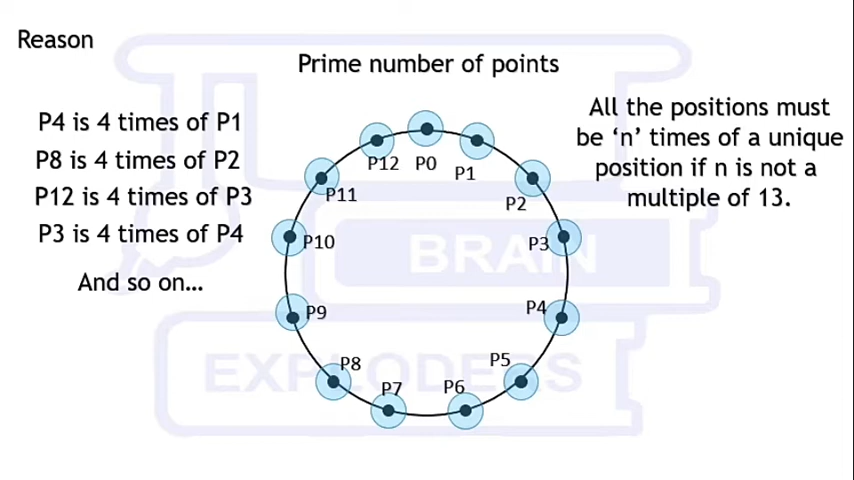 Reason
Prime number of points
P4 is 4 times of P1
P8 is 4 times of P2
P12 is 4 times of P3
P3 is 4 times of P4
And so on...
All the positions must
be ‘n’ times of a unique
position if n is not a
multiple of 13.
P12
P0
P1
P11
P2
P10
P3
P9
P4
P8
P5
P7
P6
BRAIN
EXPLODERS